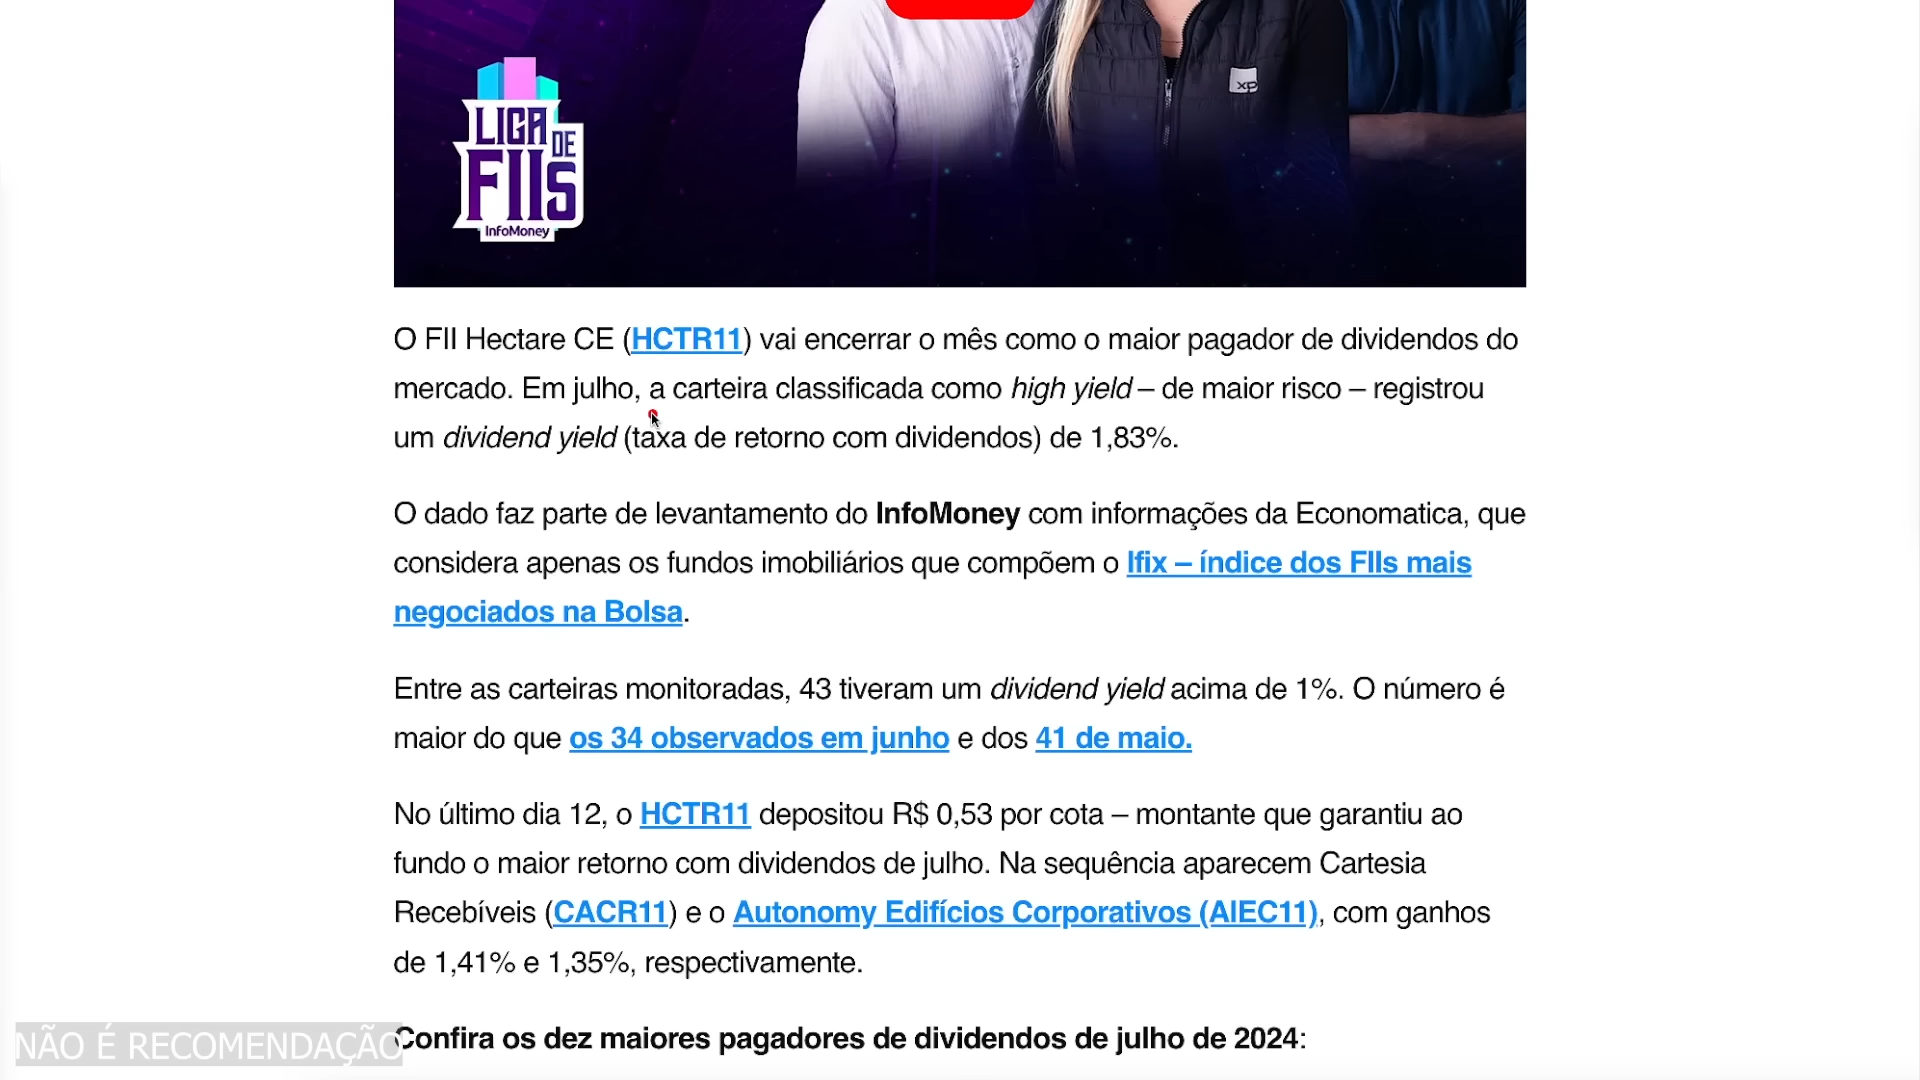 xp
LIGA
DE
FIIS
InfoMoney
O FII Hectare CE (HCTR11) vai encerrar o mês como o maior pagador de dividendos do
mercado. Em julho, a carteira classificada como high yield – de maior risco – registrou
um dividend yield (taxa de retorno com dividendos) de 1,83%.
O dado faz parte de levantamento do InfoMoney com informações da Economatica, que
considera apenas os fundos imobiliários que compõem o Ifix – índice dos FIIs mais
negociados na Bolsa.
Entre as carteiras monitoradas, 43 tiveram um dividend yield acima de 1%. O número é
maior do que os 34 observados em junho e dos 41 de maio.
No último dia 12, o HCTR11 depositou R$ 0,53 por cota – montante que garantiu ao
fundo o maior retorno com dividendos de julho. Na sequência aparecem Cartesia
Recebíveis (CACR11) e o Autonomy Edifícios Corporativos (AIEC11), com ganhos
de 1,41% e 1,35%, respectivamente.
Confira os dez maiores pagadores de dividendos de julho de 2024:
NÃO É RECOMENDAÇÃO